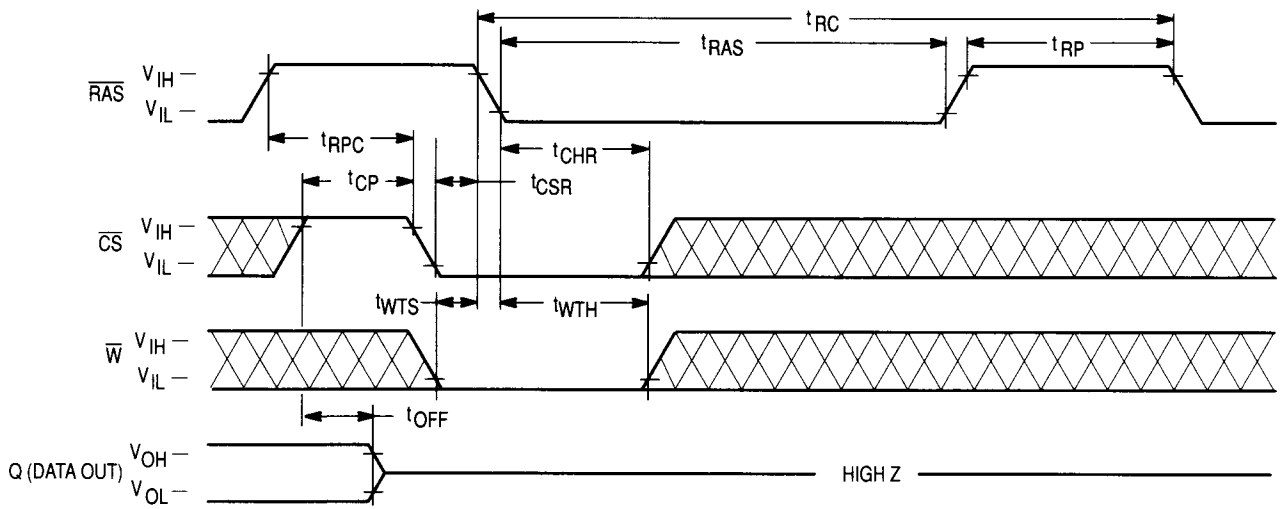 tRC
tRAS
tRP
RAS
VIH
VIL
tRPC
tCHR
tCP
tCSR
CS
VIH
VIL
tWTS
tWTH
W
VIH
VIL
tOFF
Q (DATA OUT)
VOH
VOL
HIGH Z